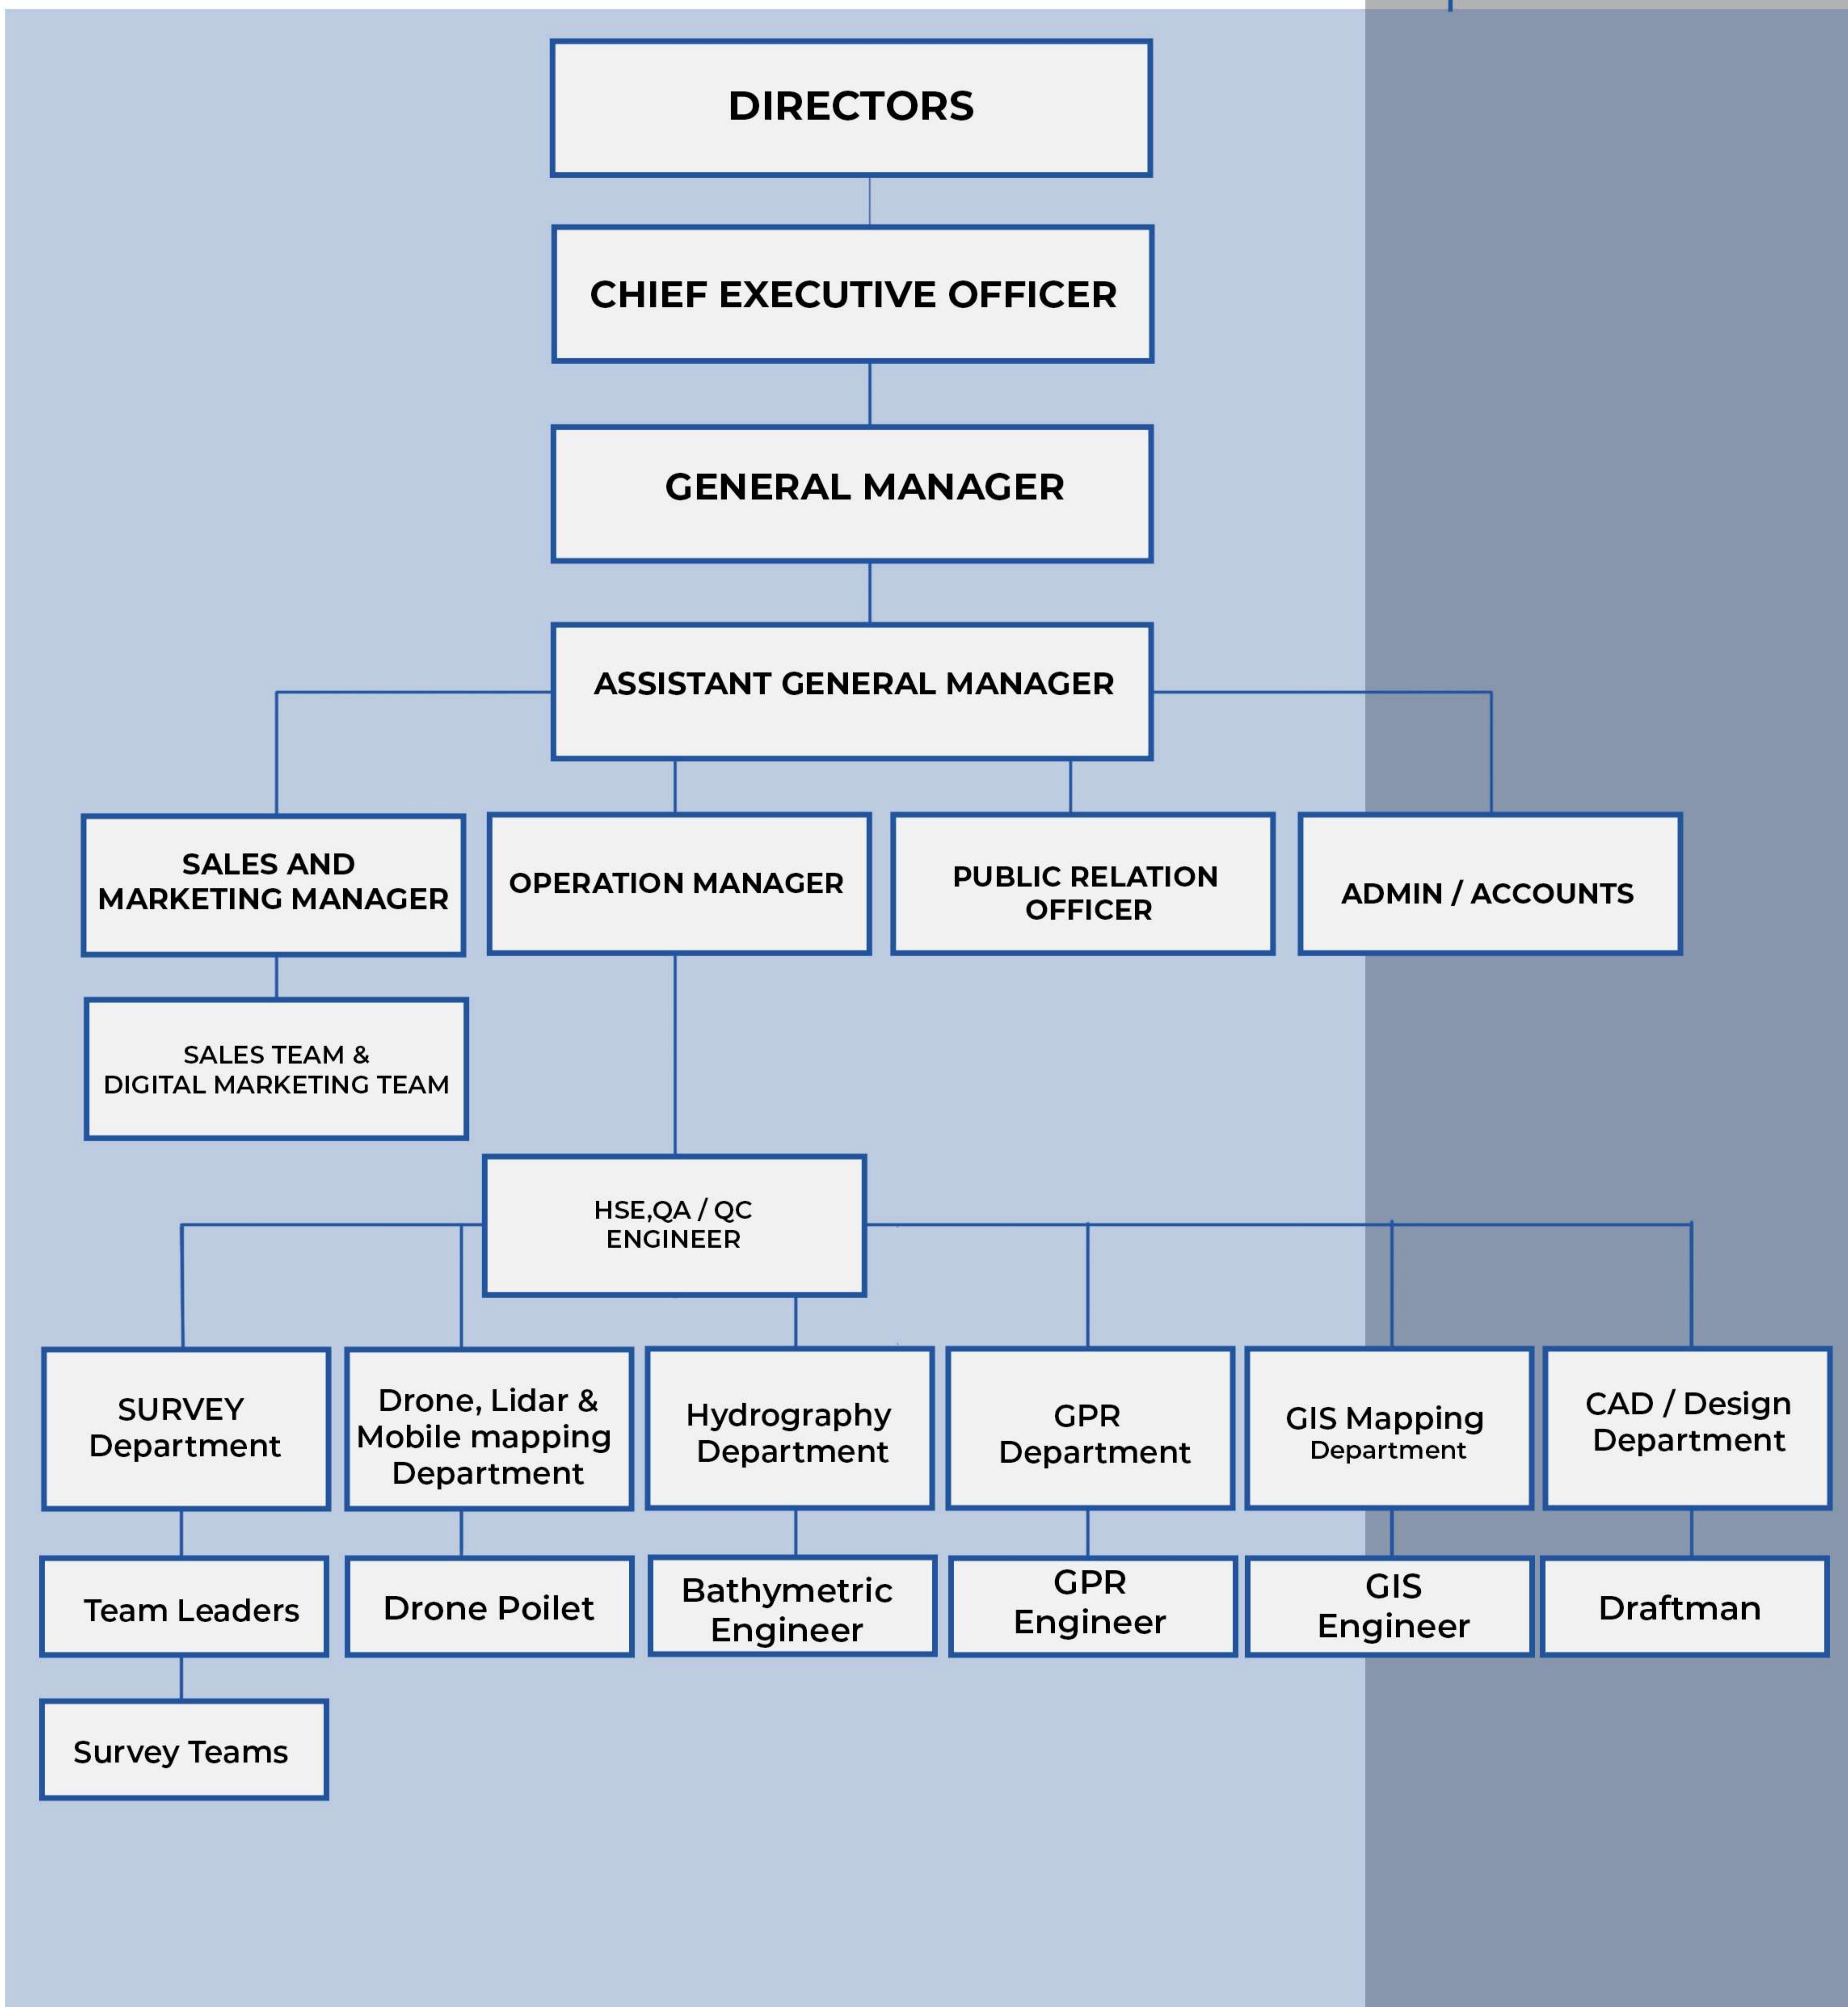 DIRECTORS
CHIEF EXECUTIVE OFFICER
GENERAL MANAGER
ASSISTANT GENERAL MANAGER
SALES AND
MARKETING MANAGER
OPERATION MANAGER
PUBLIC RELATION
OFFICER
ADMIN / ACCOUNTS
SALES TEAM &
DIGITAL MARKETING TEAM
HSE,QA / QC
ENGINEER
SURVEY
Department
Drone, Lidar &
Mobile mapping
Department
Hydrography
Department
GPR
Department
GIS Mapping
Department
CAD / Design
Department
Team Leaders
Drone Poilet
Bathymetric
Engineer
GPR
Engineer
GIS
Engineer
Draftman
Survey Teams